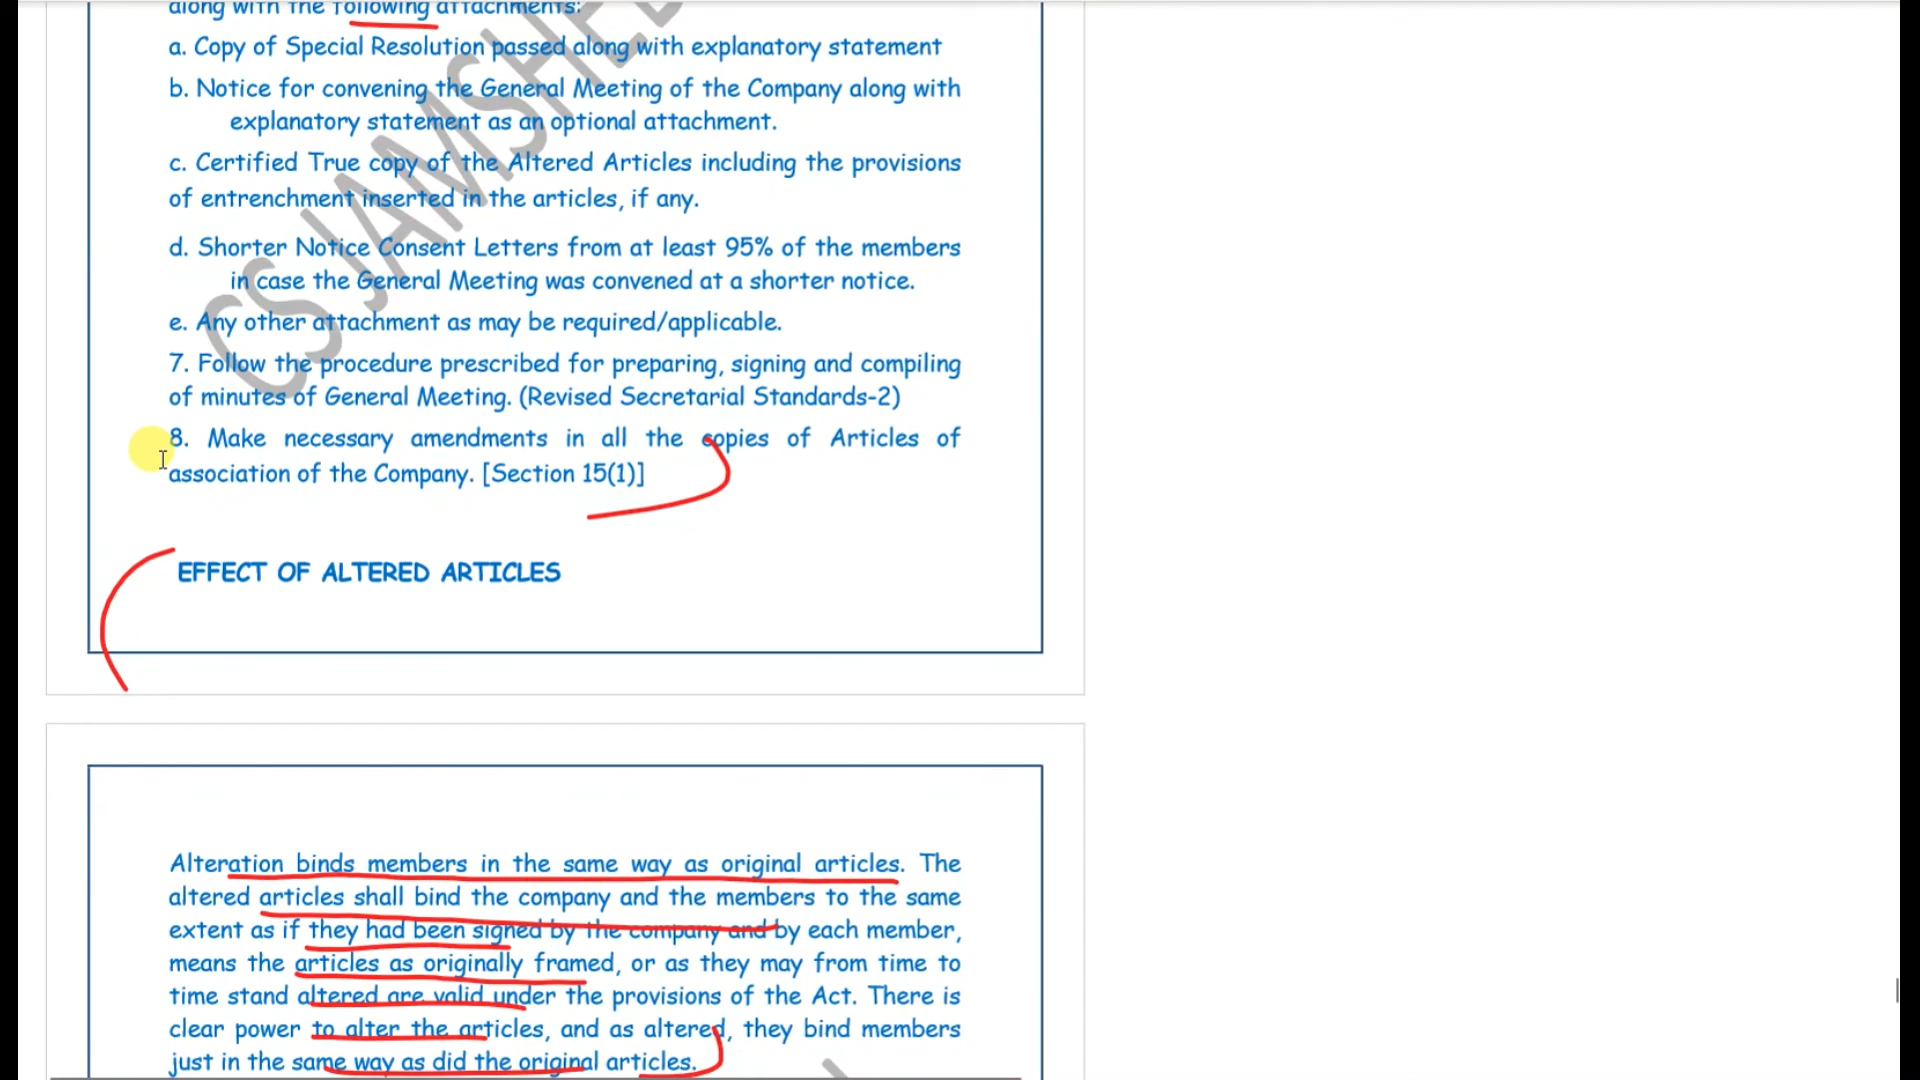 along with the following attachments:
a. Copy of Special Resolution passed along with explanatory statement
b. Notice for convening the General Meeting of the Company along with
explanatory statement as an optional attachment.
c. Certified True copy of the Altered Articles including the provisions
of entrenchment inserted in the articles, if any.
d. Shorter Notice Consent Letters from at least 95% of the members
in case the General Meeting was convened at a shorter notice.
e. Any other attachment as may be required/applicable.
7. Follow the procedure prescribed for preparing, signing and compiling
of minutes of General Meeting. (Revised Secretarial Standards-2)
8. Make necessary amendments in all the copies of Articles of
association of the Company. [Section 15(1)]
EFFECT OF ALTERED ARTICLES
Alteration binds members in the same way as original articles. The
altered articles shall bind the company and the members to the same
extent as if they had been signed by the company and by each member,
means the articles as originally framed, or as they may from time to
time stand altered are valid under the provisions of the Act. There is
clear power to alter the articles, and as altered, they bind members
just in the same way as did the original articles.
CS JAMSHE